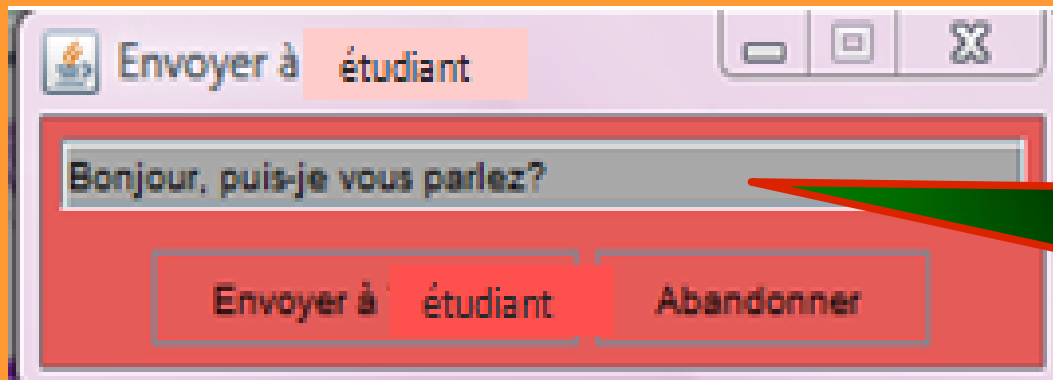 Envoyer à étudiant
Bonjour, puis-je vous parlez?
Envoyer à étudiant Abandonner